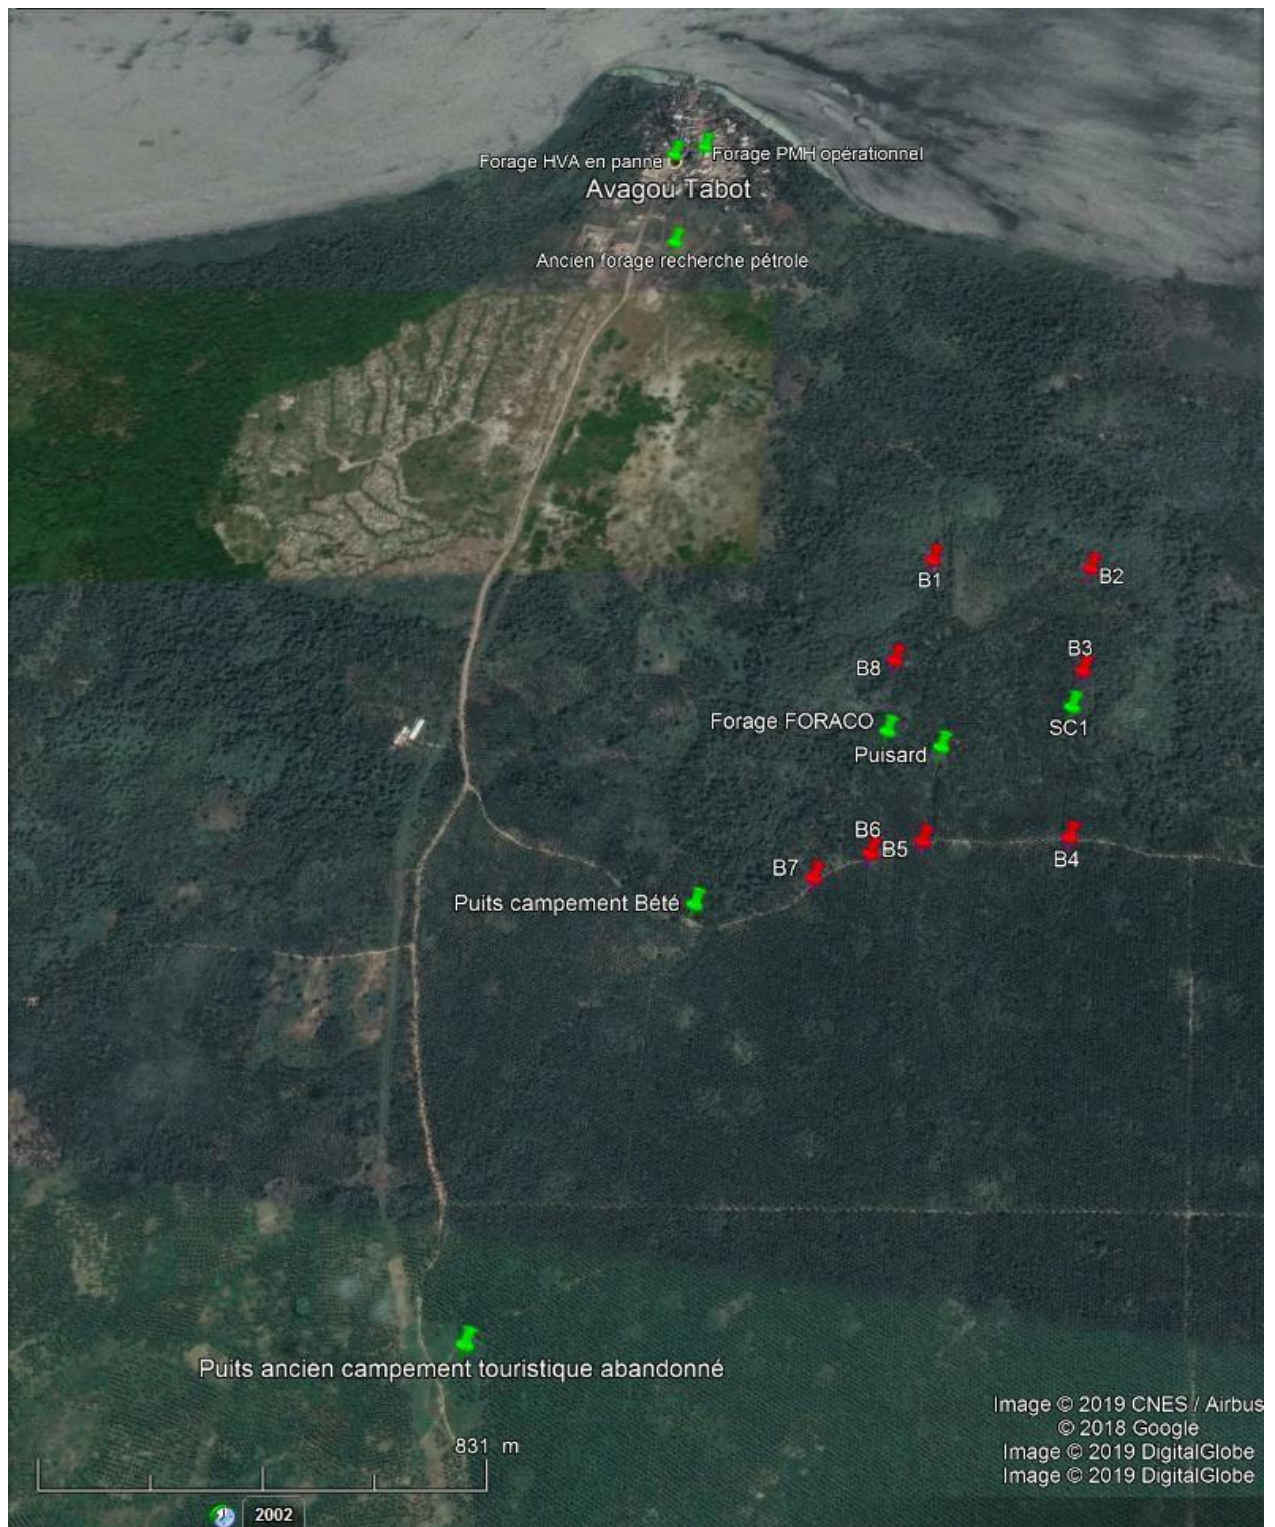 Forage HVA en panne
Forage PMH opérationnel
Avagou Tabot
Ancien forage recherche pétrole
B1
B2
B3
B8
Forage FORACO
SC1
Puisard
B6
B5
B4
B7
Puits campement Bété
Puits ancien campement touristique abandonné
Image © 2019 CNES / Airbus
© 2018 Google
Image © 2019 DigitalGlobe
Image © 2019 DigitalGlobe
831 m
2002